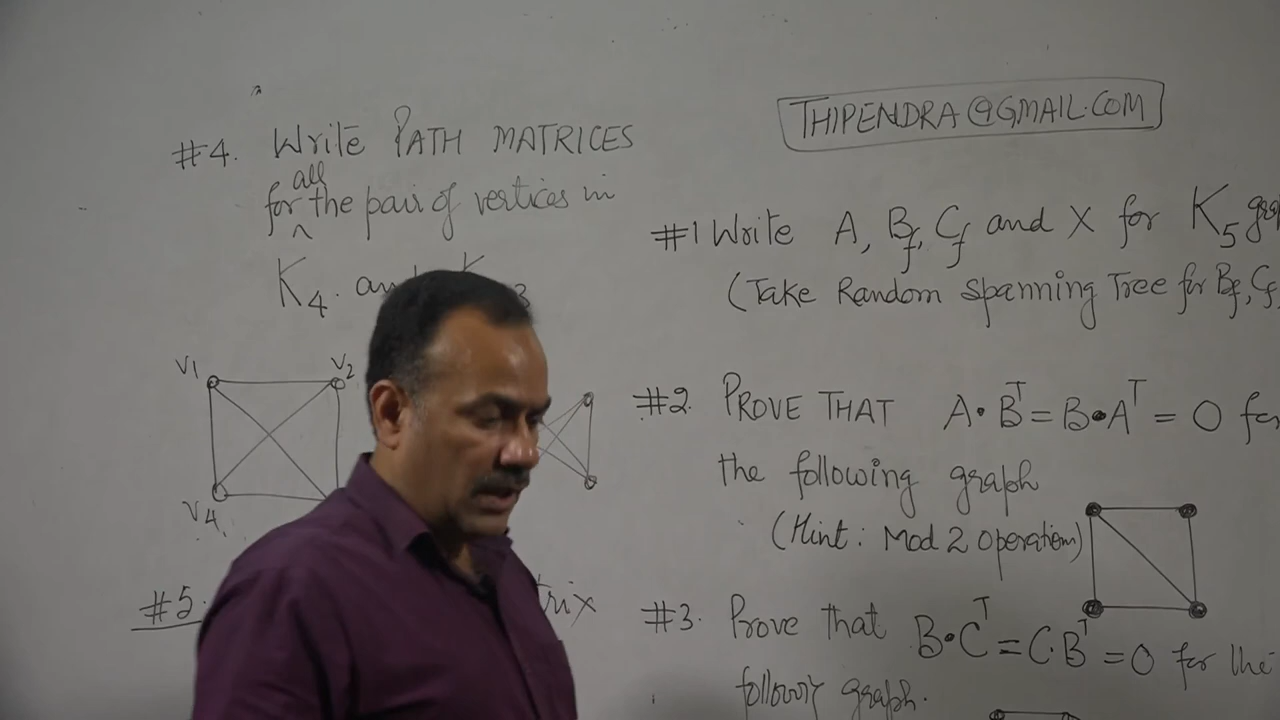 THIPENDRA@GMAIL.COM
#4. Write PATH MATRICES
for all the pair of vertices in
K4. and
V1 V2
V4
#5.
#1 Write A, Bf, Cf and X for K5
(Take Random Spanning Tree for Bf, Cf
#2. PROVE THAT A·B^T = B·A^T = 0 for
the following graph
(Hint: Mod 2 operation)
#3. Prove that B·C^T = C·B^T = 0 for the
following graph.